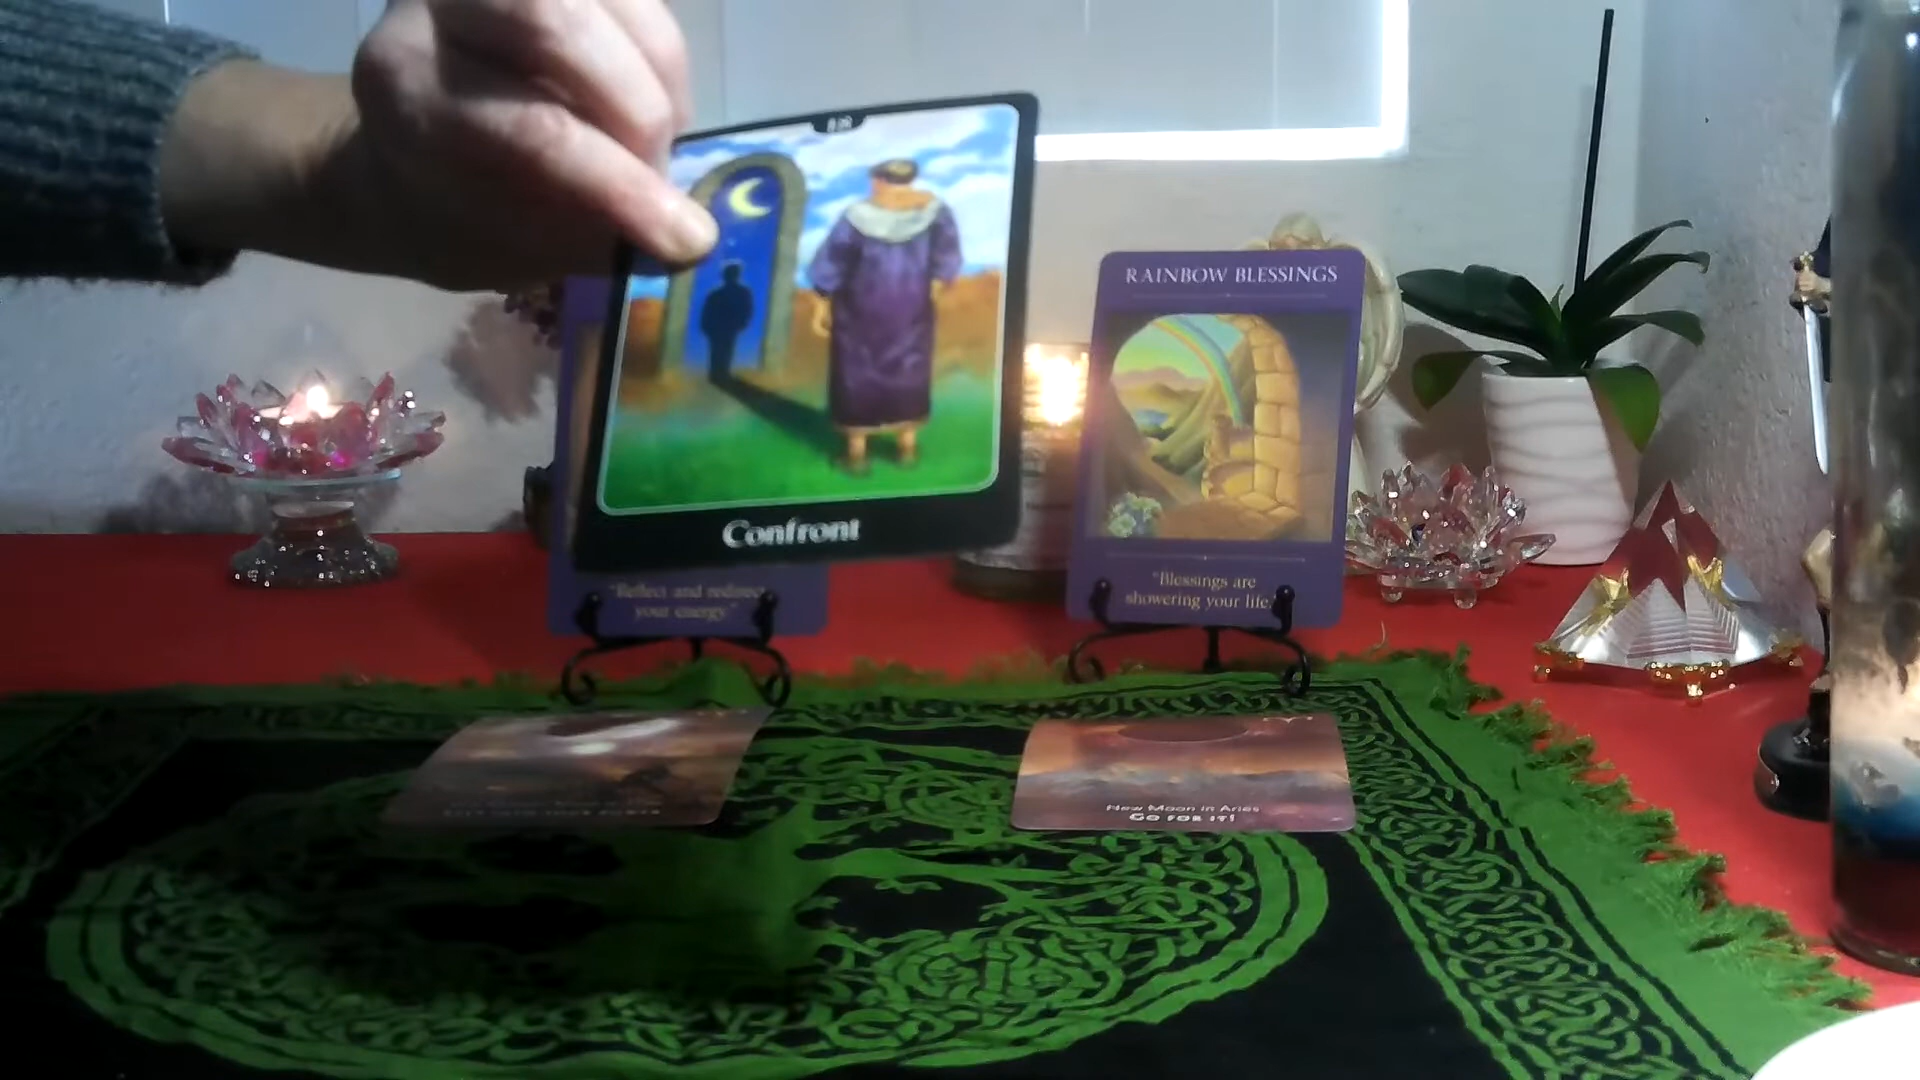 Confront
RAINBOW BLESSINGS
"Reflect and redirect
your energy."
"Blessings are
showering your life.
New Moon in Aries
GO FOR IT!